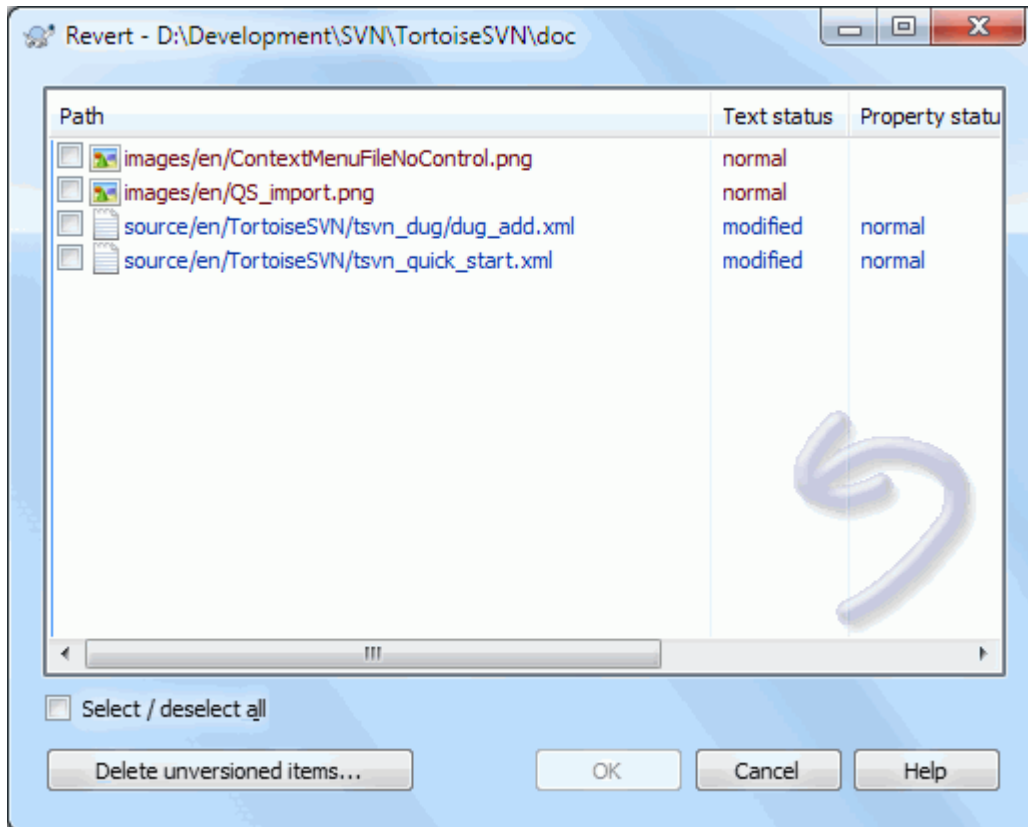 Revert - D:\Development\SVN\TortoiseSVN\doc
Path Text status Property statu
images/en/ContextMenuFileNoControl.png normal
images/en/QS_import.png normal
source/en/TortoiseSVN/tsvn_dug/dug_add.xml modified normal
source/en/TortoiseSVN/tsvn_quick_start.xml modified normal
Select / deselect all
Delete unversioned items... OK Cancel Help